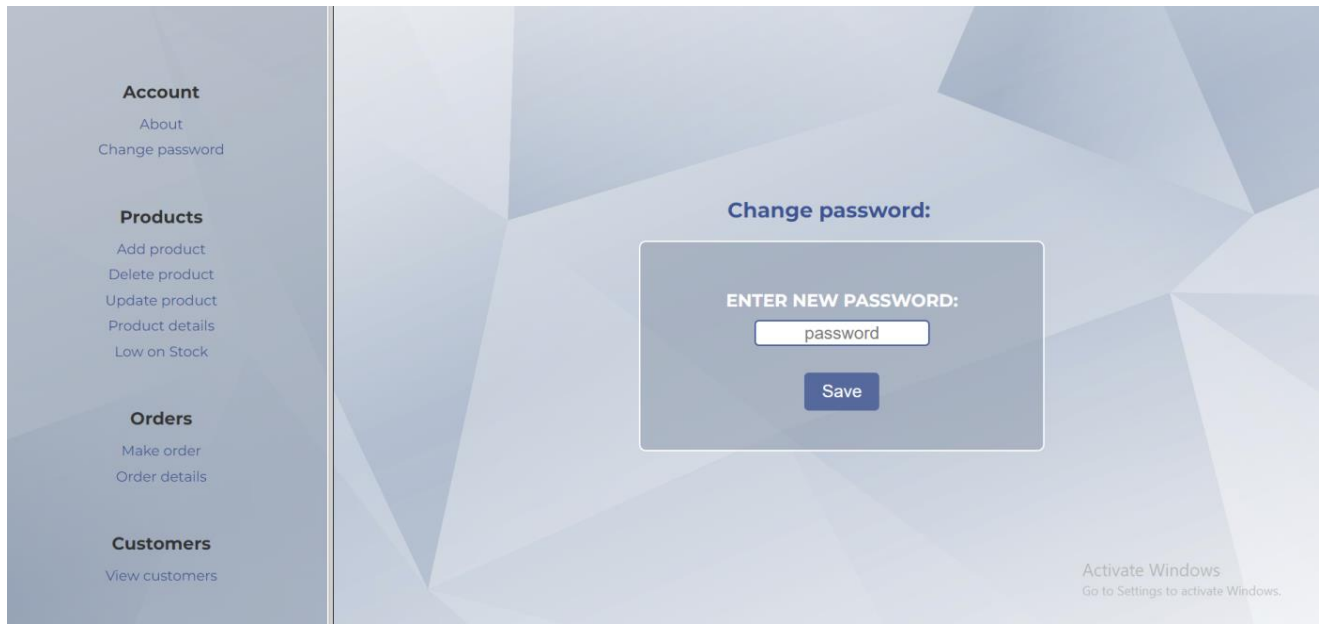 Account
About
Change password
Products
Add product
Delete product
Update product
Product details
Low on Stock
Orders
Make order
Order details
Customers
View customers
Change password:
ENTER NEW PASSWORD:
password
Save
Activate Windows
Go to Settings to activate Windows.